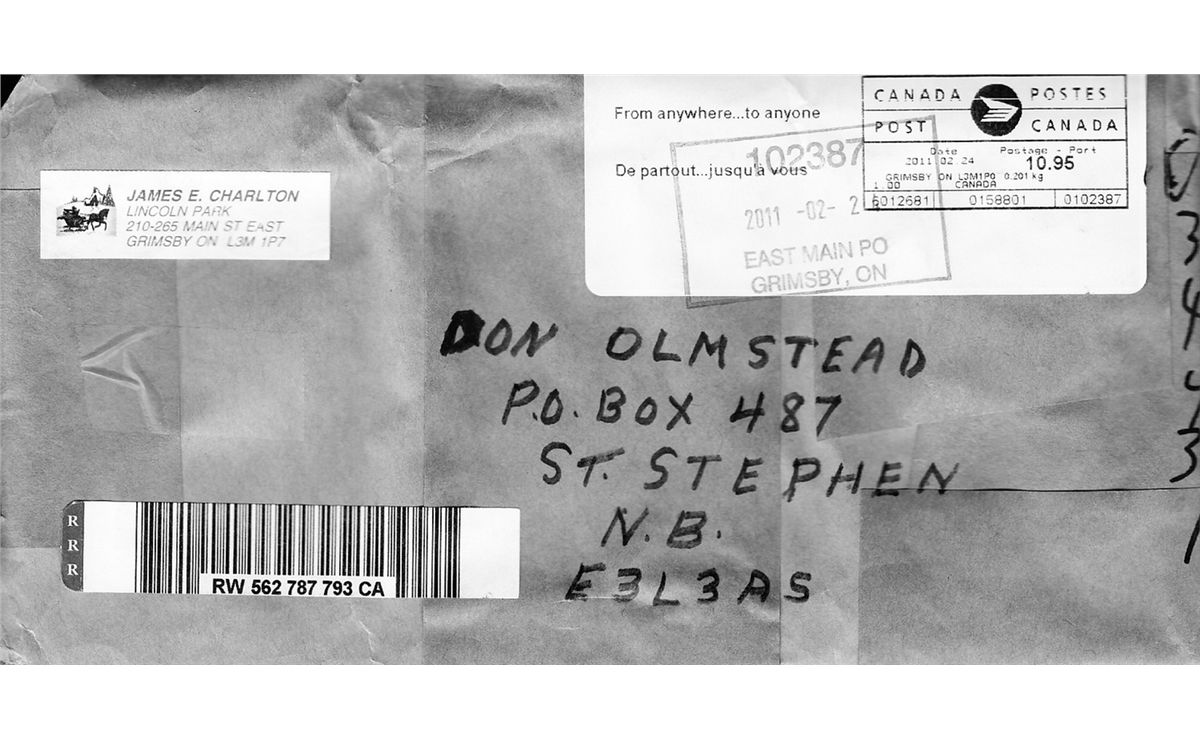 From anywhere...to anyone
De partout...jusqu'à vous
CANADA POSTES
POST CANADA
Date Postage - Port
2011 02.24 10.95
GRIMSBY ON L3M1P0 0.201 kg
1.00 CANADA
6012681 0158801 0102387
102387
2011 -02- 2
EAST MAIN PO
GRIMSBY, ON
JAMES E. CHARLTON
LINCOLN PARK
210-265 MAIN ST EAST
GRIMSBY ON L3M 1P7
DON OLMSTEAD
P.O. BOX 487
ST. STEPHEN
N.B.
E3L3A5
R
R
R
RW 562 787 793 CA